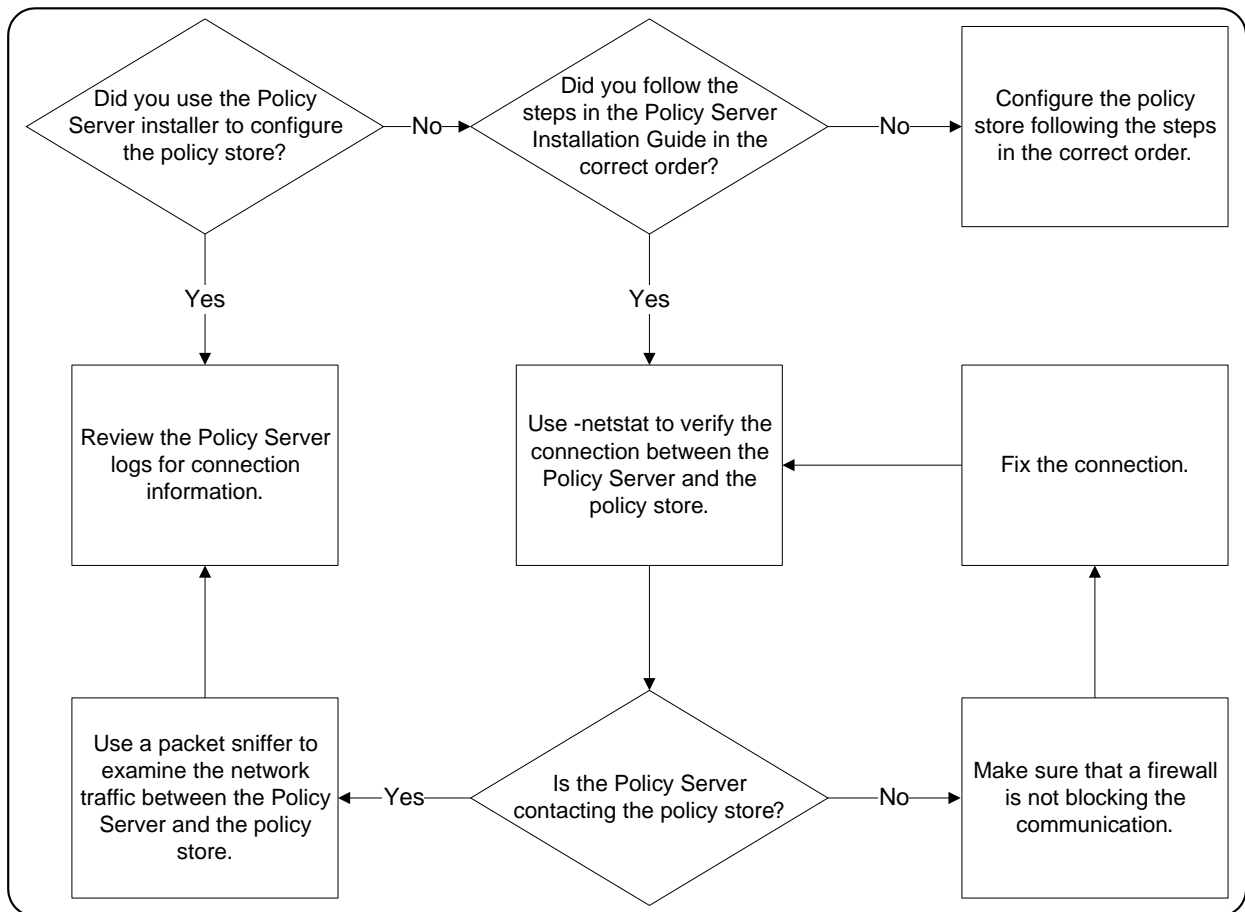 Did you use the Policy
Server installer to configure
the policy store?
No
Did you follow the
steps in the Policy Server
Installation Guide in the
correct order?
No
Configure the policy
store following the steps
in the correct order.
Yes
Yes
Review the Policy Server
logs for connection
information.
Use -netstat to verify the
connection between the
Policy Server and the
policy store.
Fix the connection.
Use a packet sniffer to
examine the network
traffic between the Policy
Server and the policy
store.
Yes
Is the Policy Server
contacting the policy store?
No
Make sure that a firewall
is not blocking the
communication.